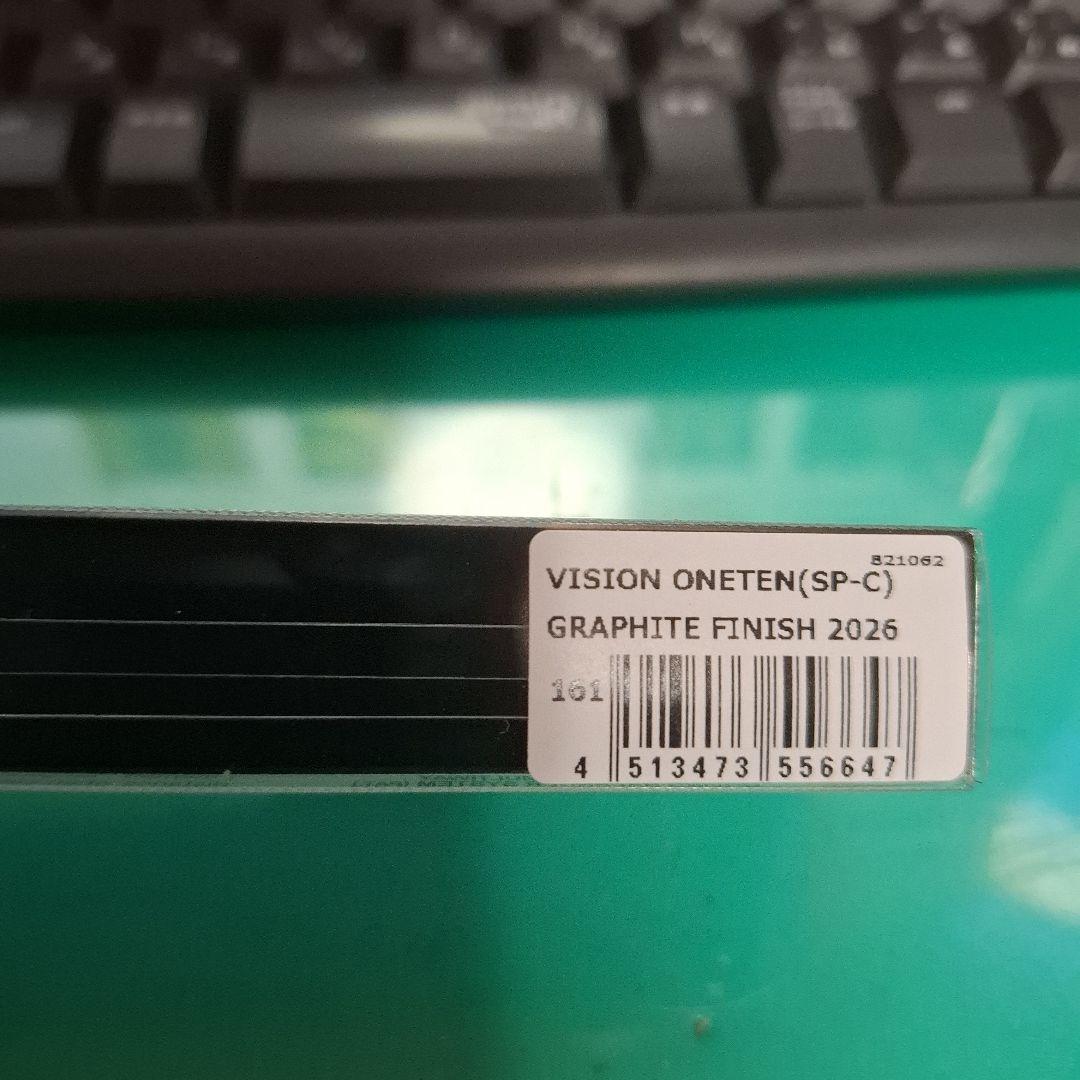 821062
VISION ONETEN(SP-C)
GRAPHITE FINISH 2026
161
4 513473 556647